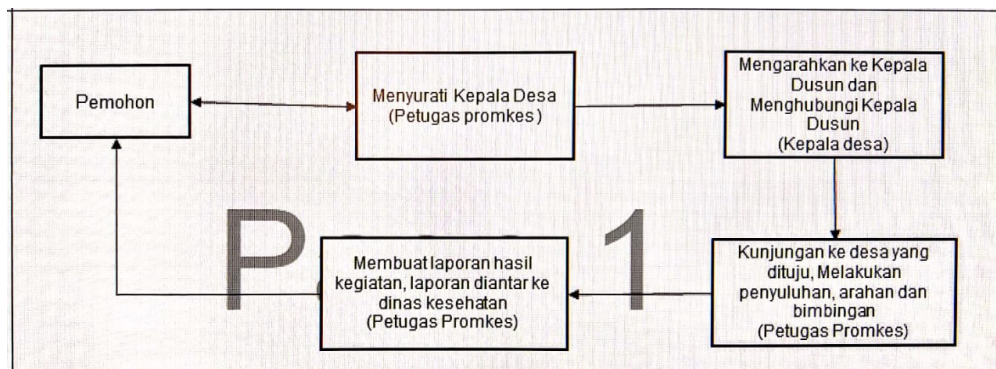 Pemohon
Menyurati Kepala Desa
(Petugas promkes)
Mengarahkan ke Kepala
Dusun dan
Menghubungi Kepala
Dusun
(Kepala desa)
Kunjungan ke desa yang
dituju, Melakukan
penyuluhan, arahan dan
bimbingan
(Petugas Promkes)
Membuat laporan hasil
kegiatan, laporan diantar ke
dinas kesehatan
(Petugas Promkes)
1